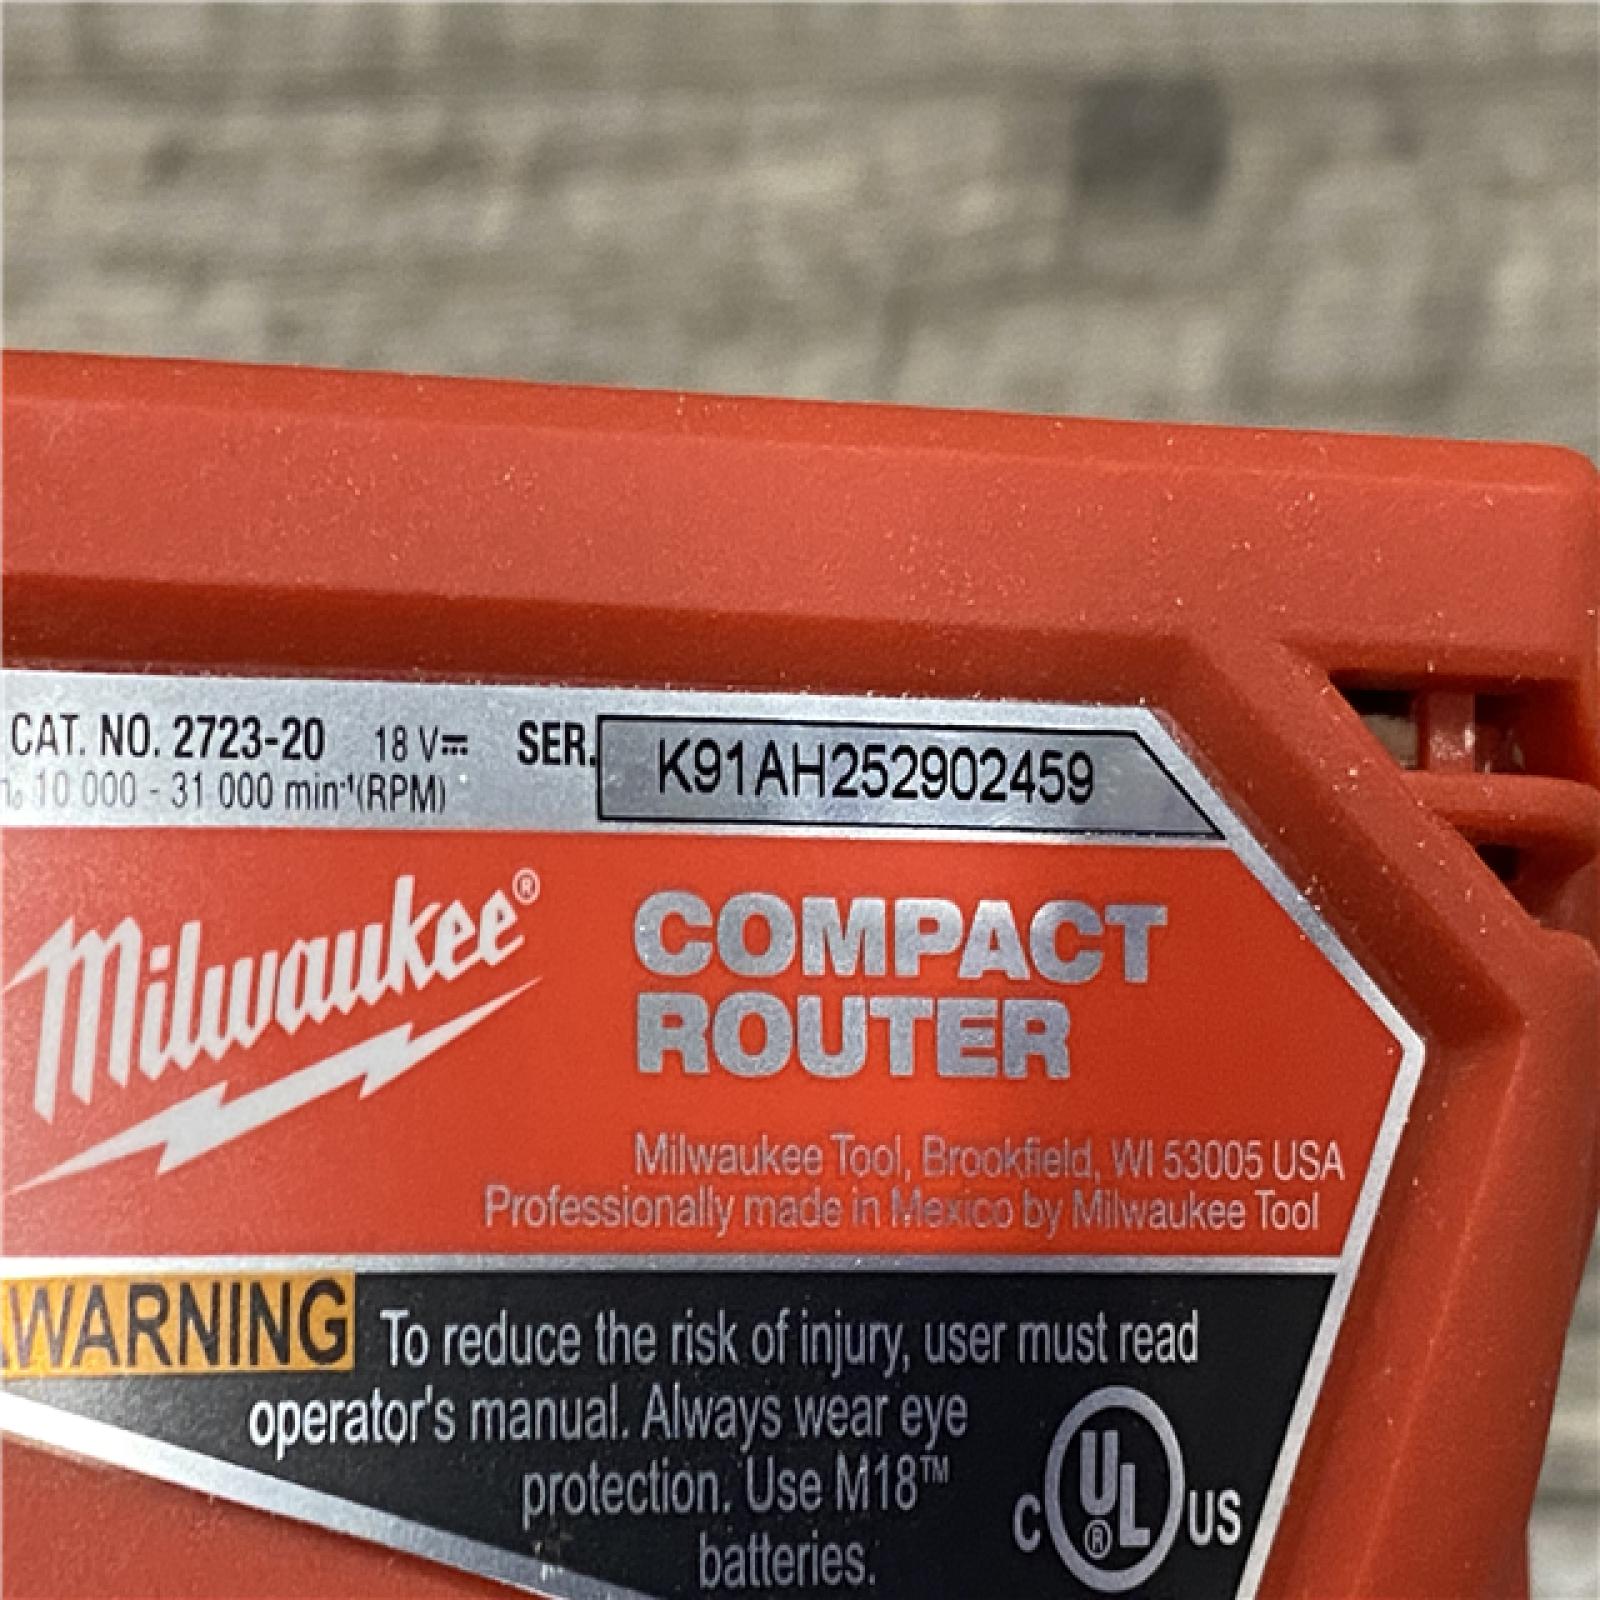 CAT. NO. 2723-20 18 V⎓ SER. K91AH252902459
n₀ 10 000 - 31 000 min⁻¹(RPM)
Milwaukee®
COMPACT
ROUTER
Milwaukee Tool, Brookfield, WI 53005 USA
Professionally made in Mexico by Milwaukee Tool
WARNING To reduce the risk of injury, user must read
operator's manual. Always wear eye
protection. Use M18™
batteries.
C UL® US